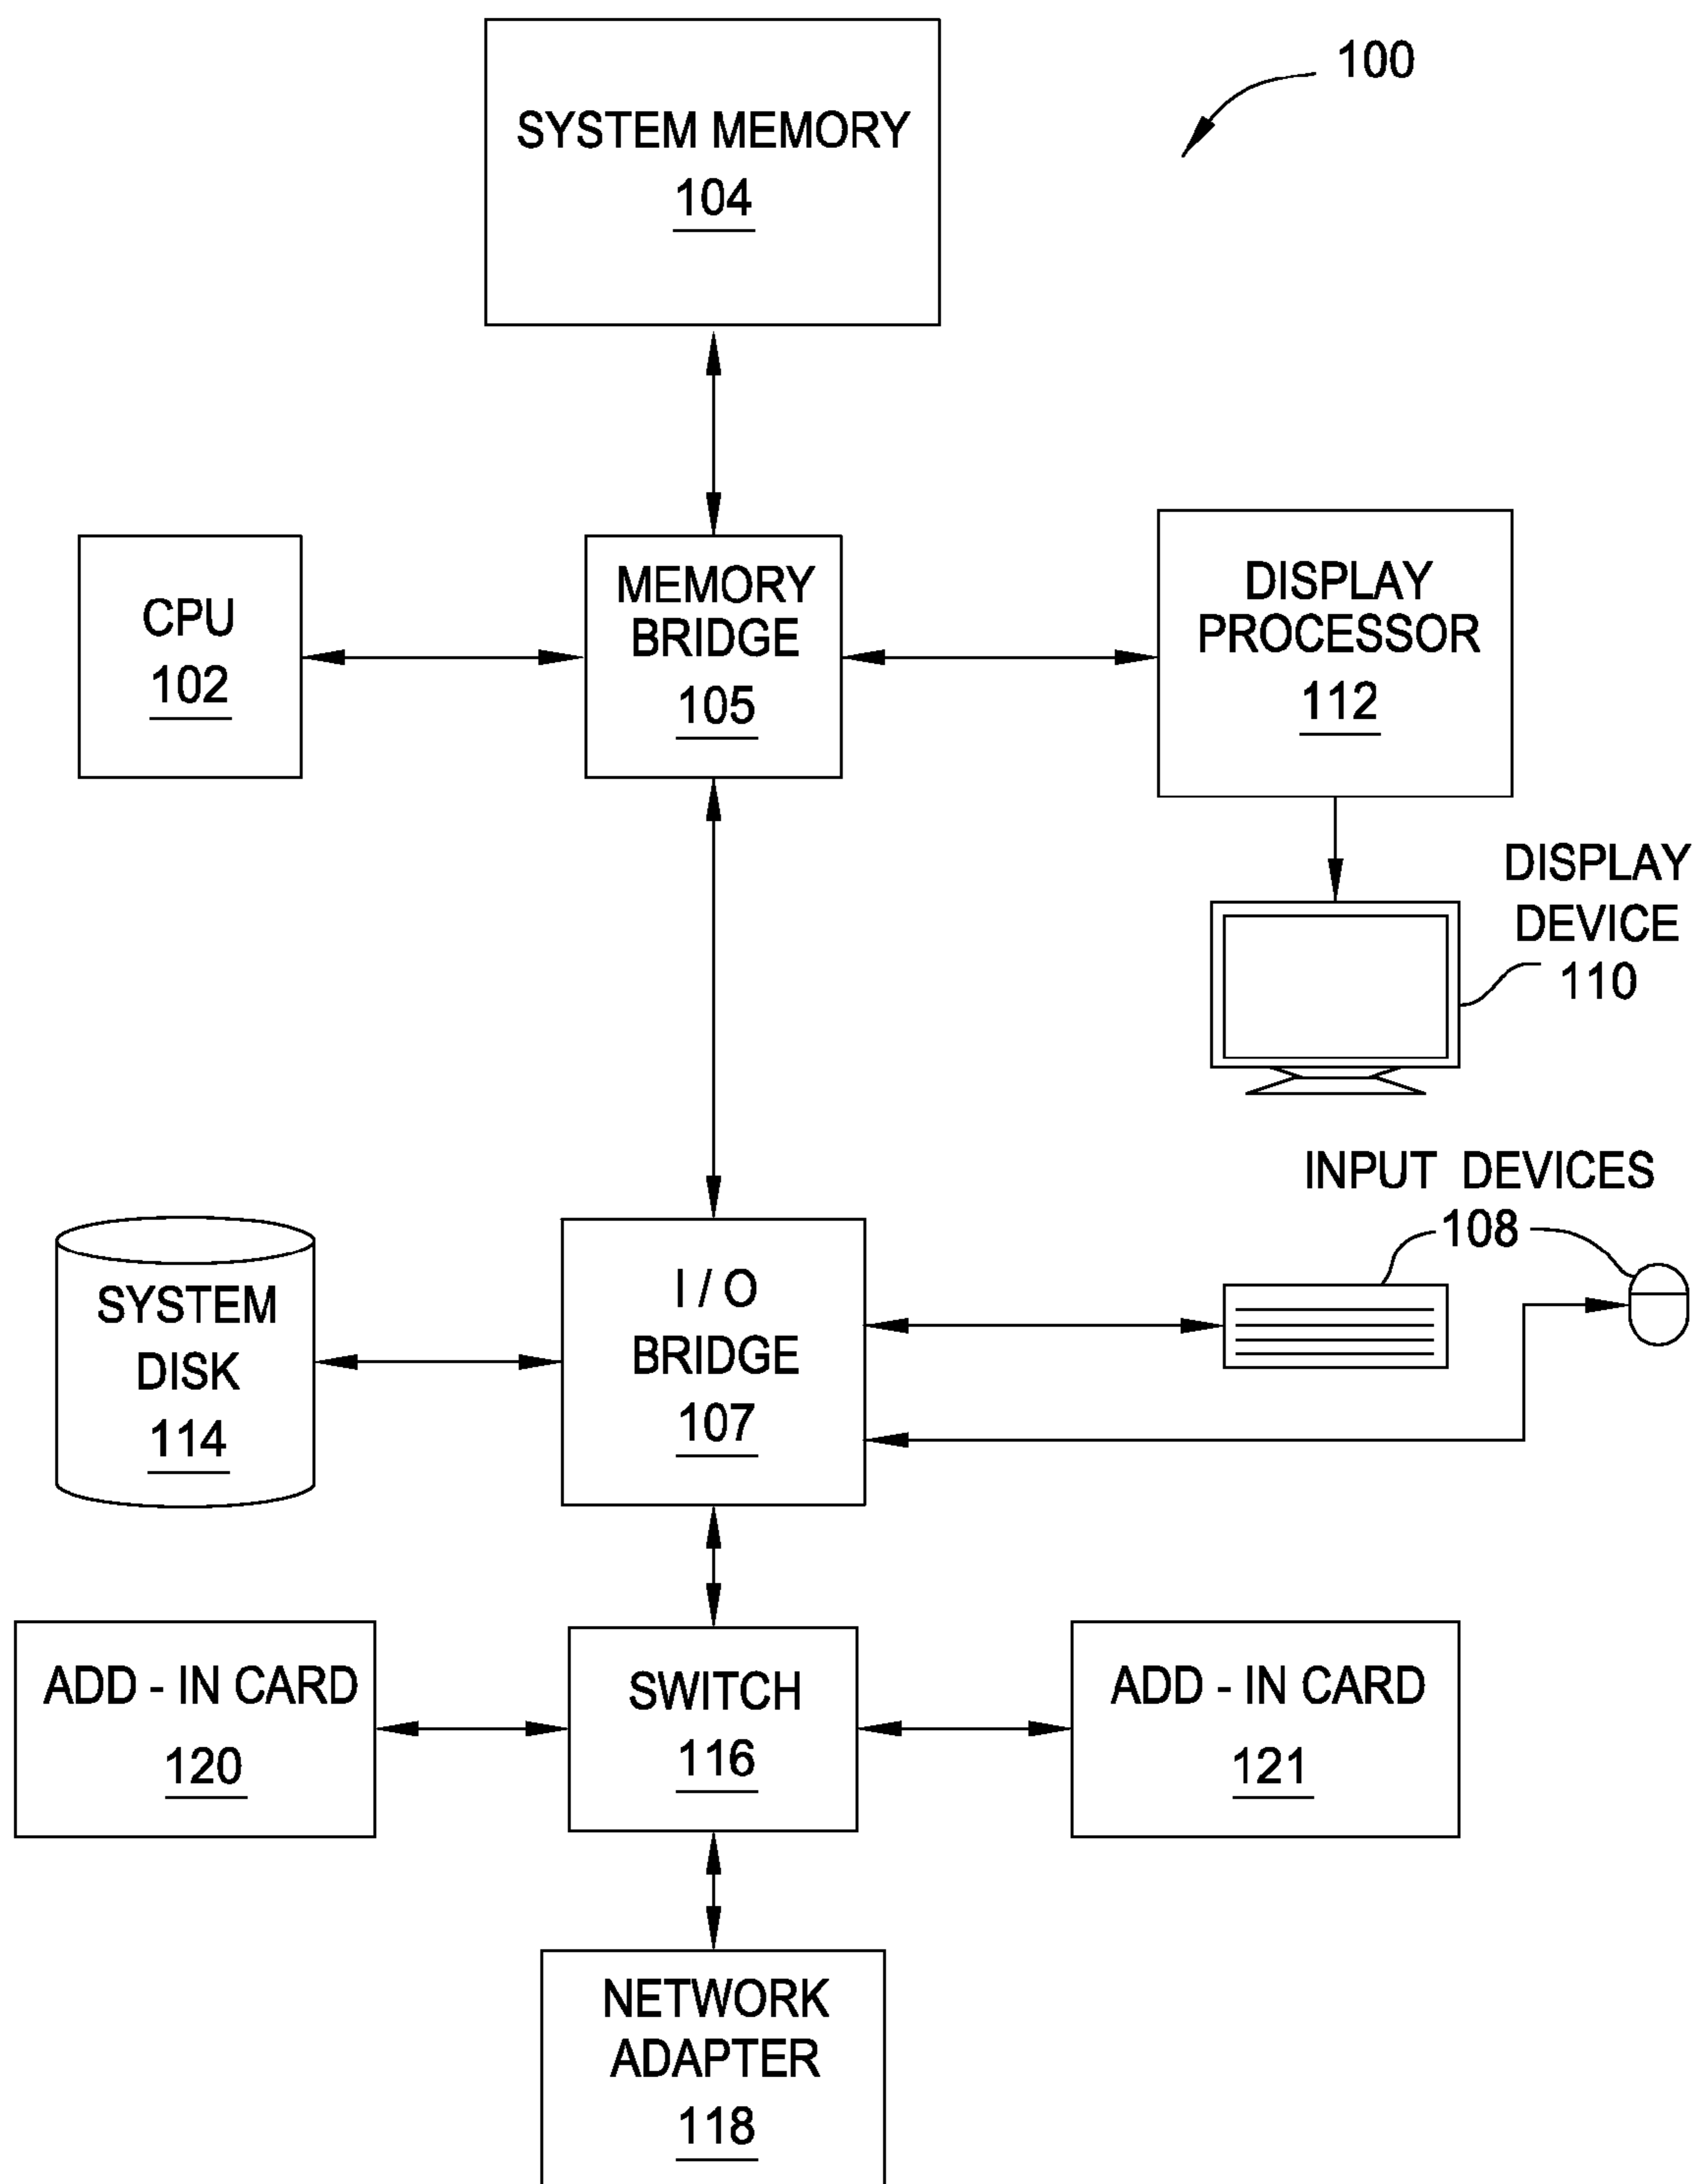 100
SYSTEM MEMORY
104
CPU
102
MEMORY
BRIDGE
105
DISPLAY
PROCESSOR
112
DISPLAY
DEVICE
110
INPUT DEVICES
108
SYSTEM
DISK
114
I / O
BRIDGE
107
ADD - IN CARD
120
SWITCH
116
ADD - IN CARD
121
NETWORK
ADAPTER
118